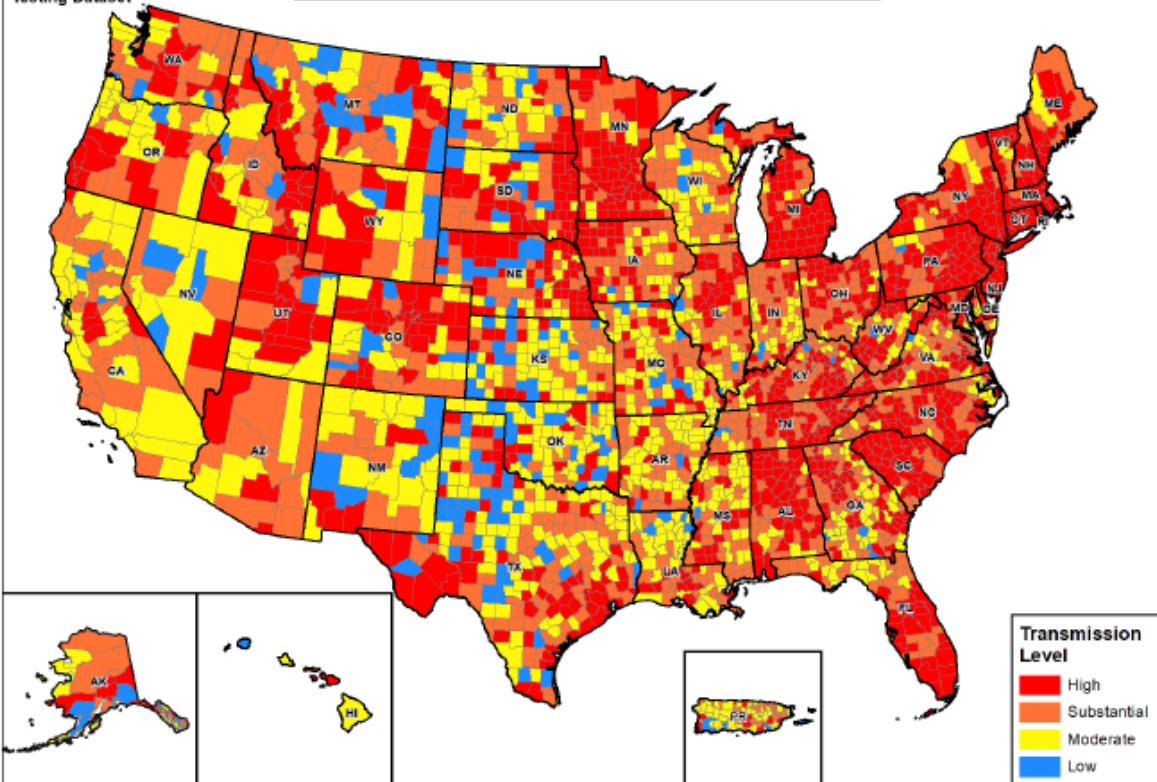 Testing Dataset
WA
MT
ND
MN
ME
OR
ID
SD
WI
VT
NH
NY
MA
CT
RI
WY
MI
IA
NE
PA
NJ
NV
UT
CO
IL
IN
OH
MD
DE
WV
VA
CA
KS
MO
KY
AZ
NM
OK
AR
TN
NC
SC
MS
AL
GA
TX
LA
FL
AK
HI
PR
Transmission
Level
High
Substantial
Moderate
Low